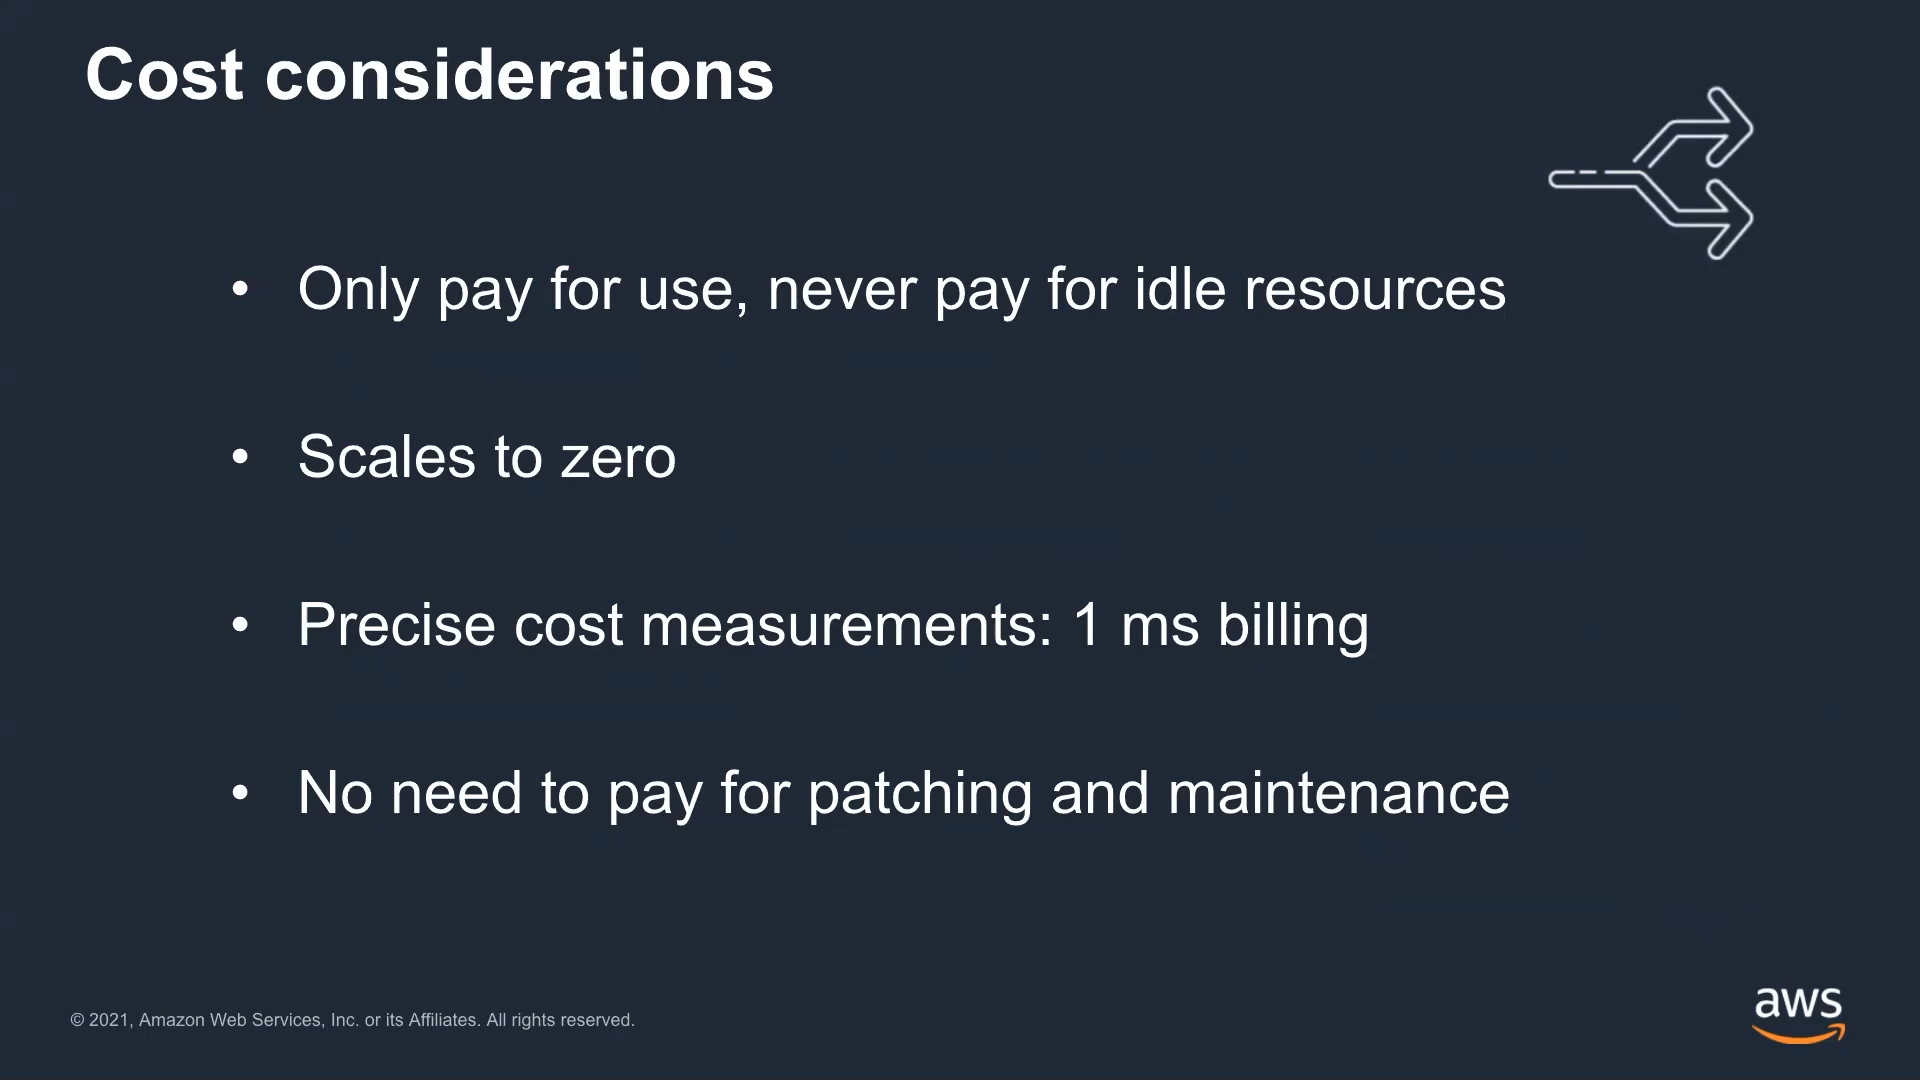 Cost considerations
• Only pay for use, never pay for idle resources
• Scales to zero
• Precise cost measurements: 1 ms billing
• No need to pay for patching and maintenance
© 2021, Amazon Web Services, Inc. or its Affiliates. All rights reserved.
aws